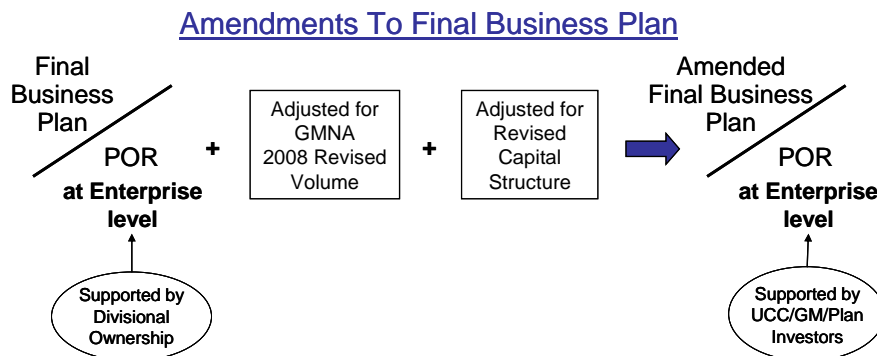 Amendments To Final Business Plan
Final
Business
Plan
POR
at Enterprise
level
Supported by
Divisional
Ownership
+
Adjusted for
GMNA
2008 Revised
Volume
+
Adjusted for
Revised
Capital
Structure
Amended
Final Business
Plan
POR
at Enterprise
level
Supported by
UCC/GM/Plan
Investors